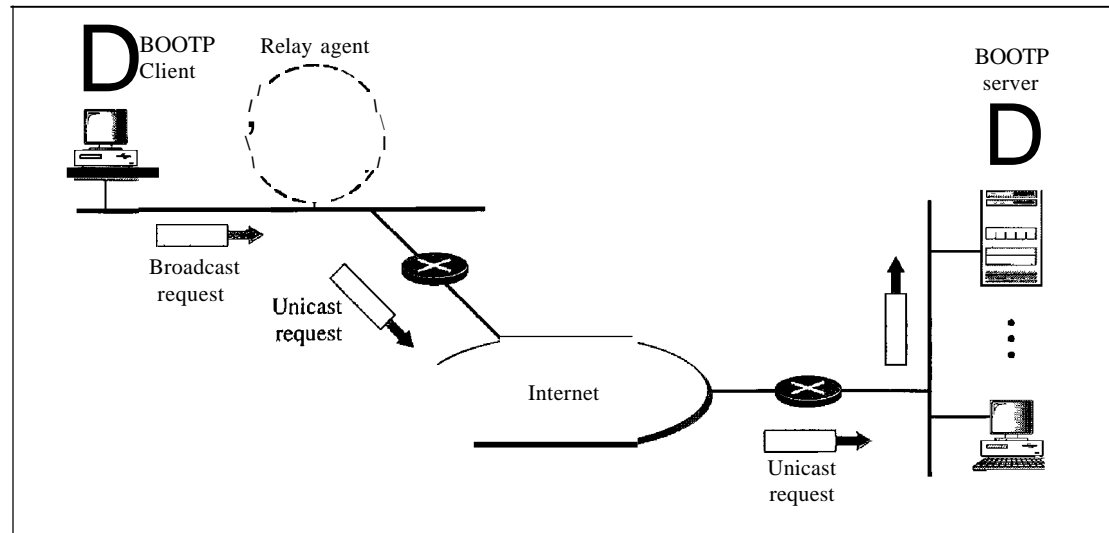 D
BOOTP
Client
Relay agent
BOOTP
server
D
Broadcast
request
Unicast
request
Internet
Unicast
request